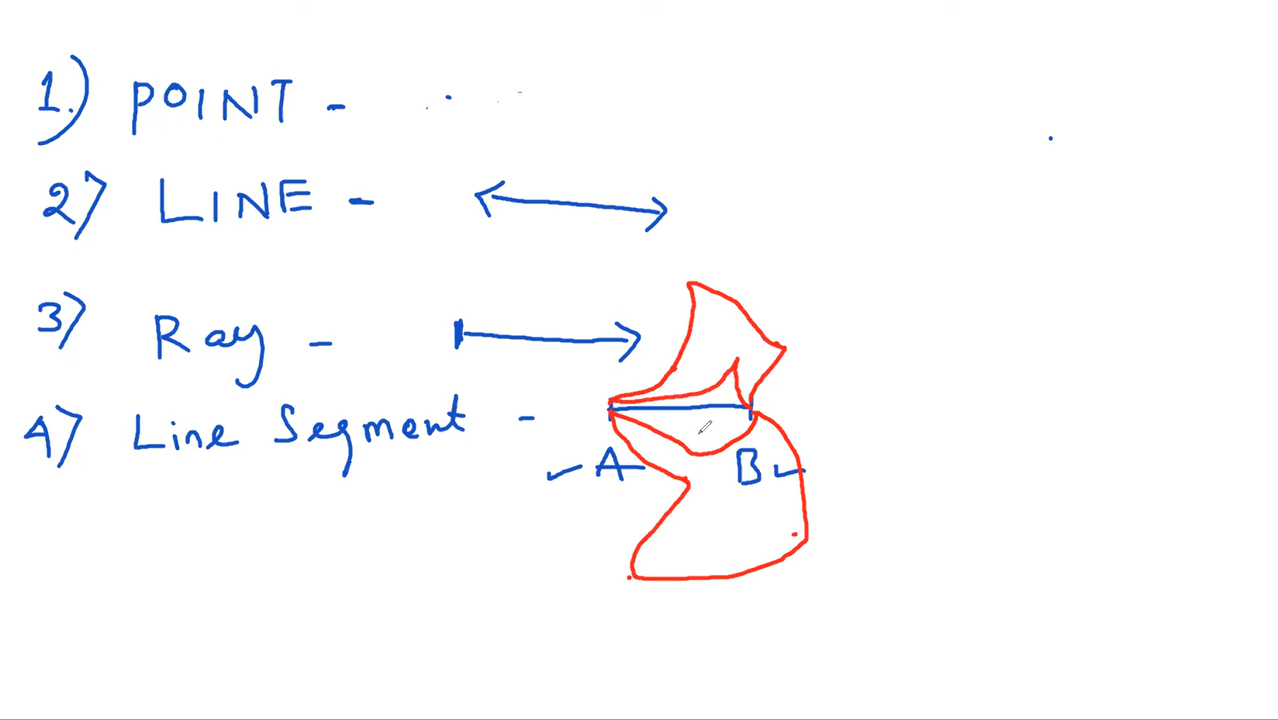 1.) POINT -
2) LINE -
3) Ray -
4) Line Segment -
A B